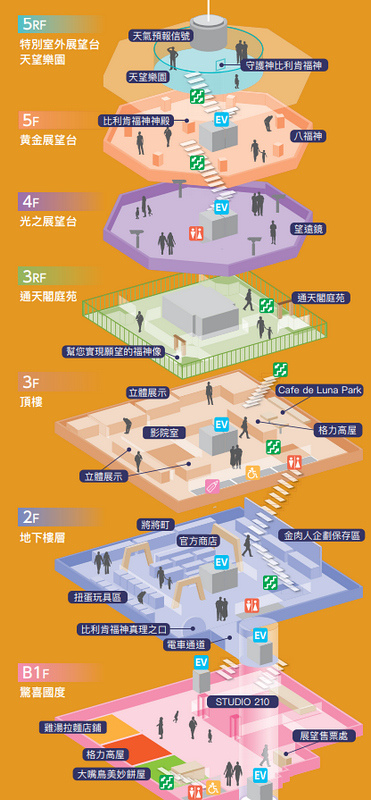 5RF
特別室外展望台
天望樂園
天氣預報信號
守護神比利肯福神
天望樂園
5F
黄金展望台
比利肯福神神殿
EV
八福神
4F
光之展望台
EV
望遠鏡
3RF
通天閣庭苑
通天閣庭苑
幫您實現願望的福神像
3F
頂樓
立體展示
Cafe de Luna Park
影院室
EV
格力高屋
立體展示
2F
地下樓層
將將町
官方商店
金肉人企劃保存區
EV
扭蛋玩具區
比利肯福神真理之口
電車通道
EV
B1F
驚喜國度
EV
STUDIO 210
雞湯拉麵店鋪
展望售票處
格力高屋
大嘴鳥美妙餅屋
EV